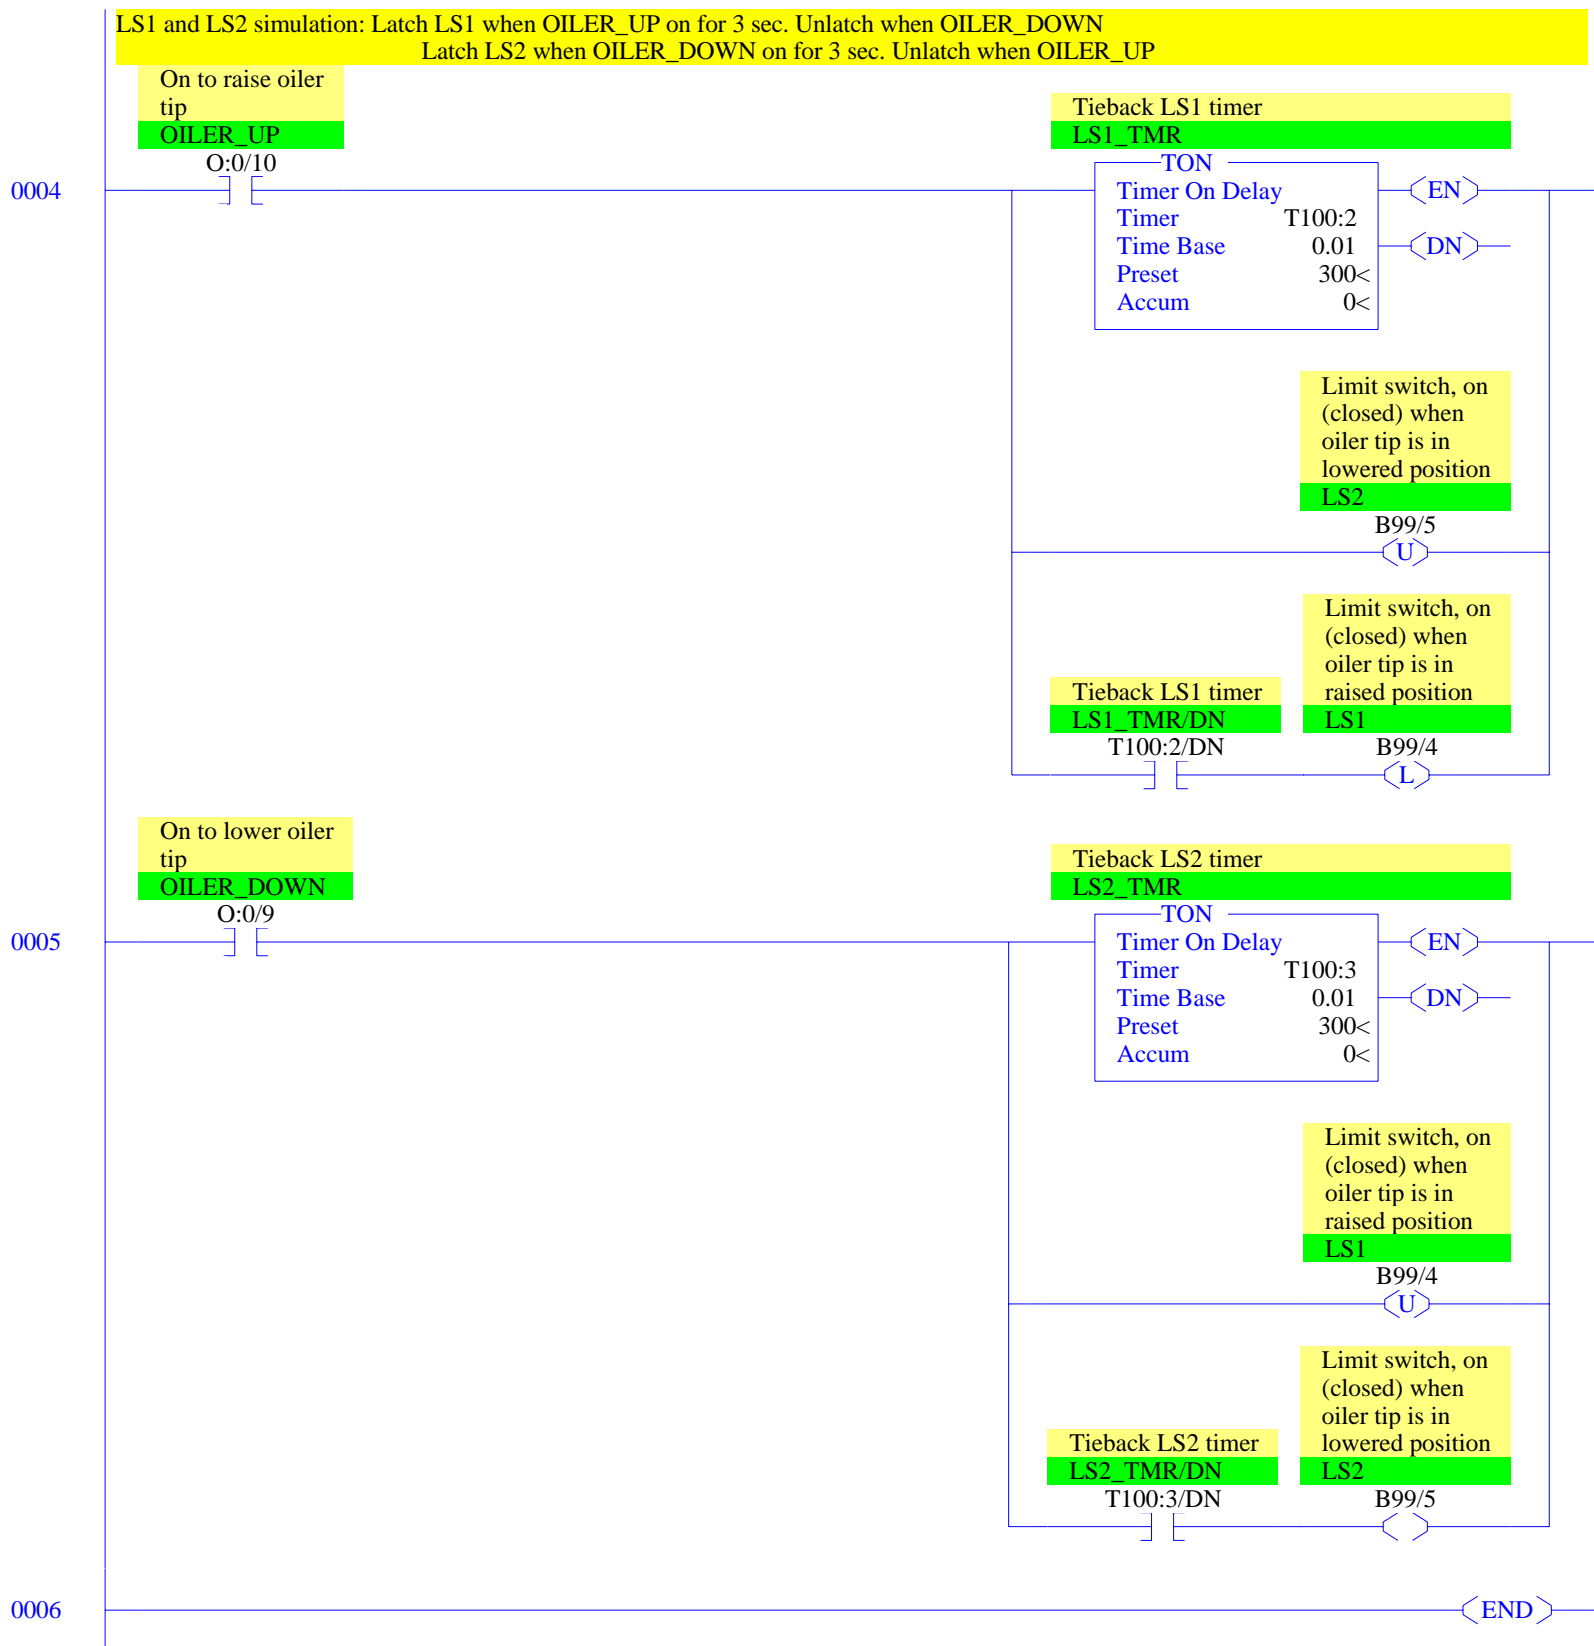 LS1 and LS2 simulation: Latch LS1 when OILER_UP on for 3 sec. Unlatch when OILER_DOWN
Latch LS2 when OILER_DOWN on for 3 sec. Unlatch when OILER_UP
0004
On to raise oiler
tip
OILER_UP
O:0/10
Tieback LS1 timer
LS1_TMR
TON
Timer On Delay
Timer T100:2
Time Base 0.01
Preset 300<
Accum 0<
EN
DN
Limit switch, on
(closed) when
oiler tip is in
lowered position
LS2
B99/5
U
Tieback LS1 timer
LS1_TMR/DN
T100:2/DN
Limit switch, on
(closed) when
oiler tip is in
raised position
LS1
B99/4
L
0005
On to lower oiler
tip
OILER_DOWN
O:0/9
Tieback LS2 timer
LS2_TMR
TON
Timer On Delay
Timer T100:3
Time Base 0.01
Preset 300<
Accum 0<
EN
DN
Limit switch, on
(closed) when
oiler tip is in
raised position
LS1
B99/4
U
Tieback LS2 timer
LS2_TMR/DN
T100:3/DN
Limit switch, on
(closed) when
oiler tip is in
lowered position
LS2
B99/5
0006
END